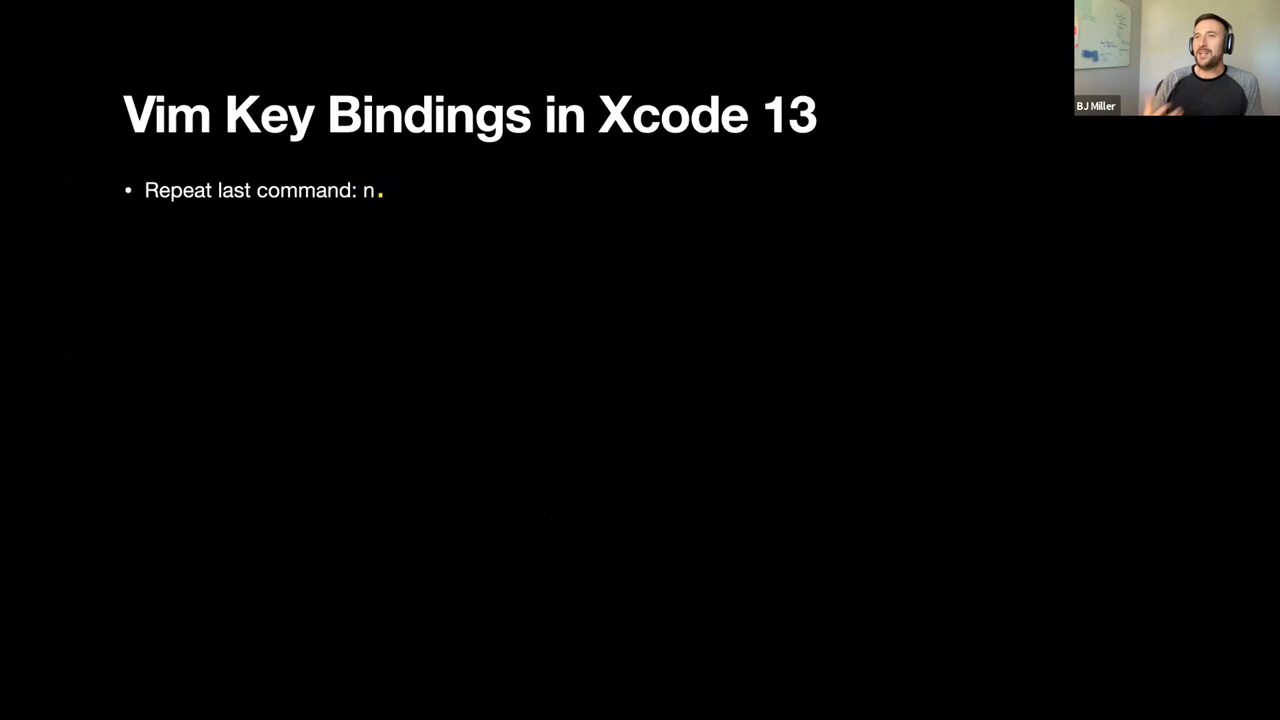 Vim Key Bindings in Xcode 13
• Repeat last command: n.
BJ Miller